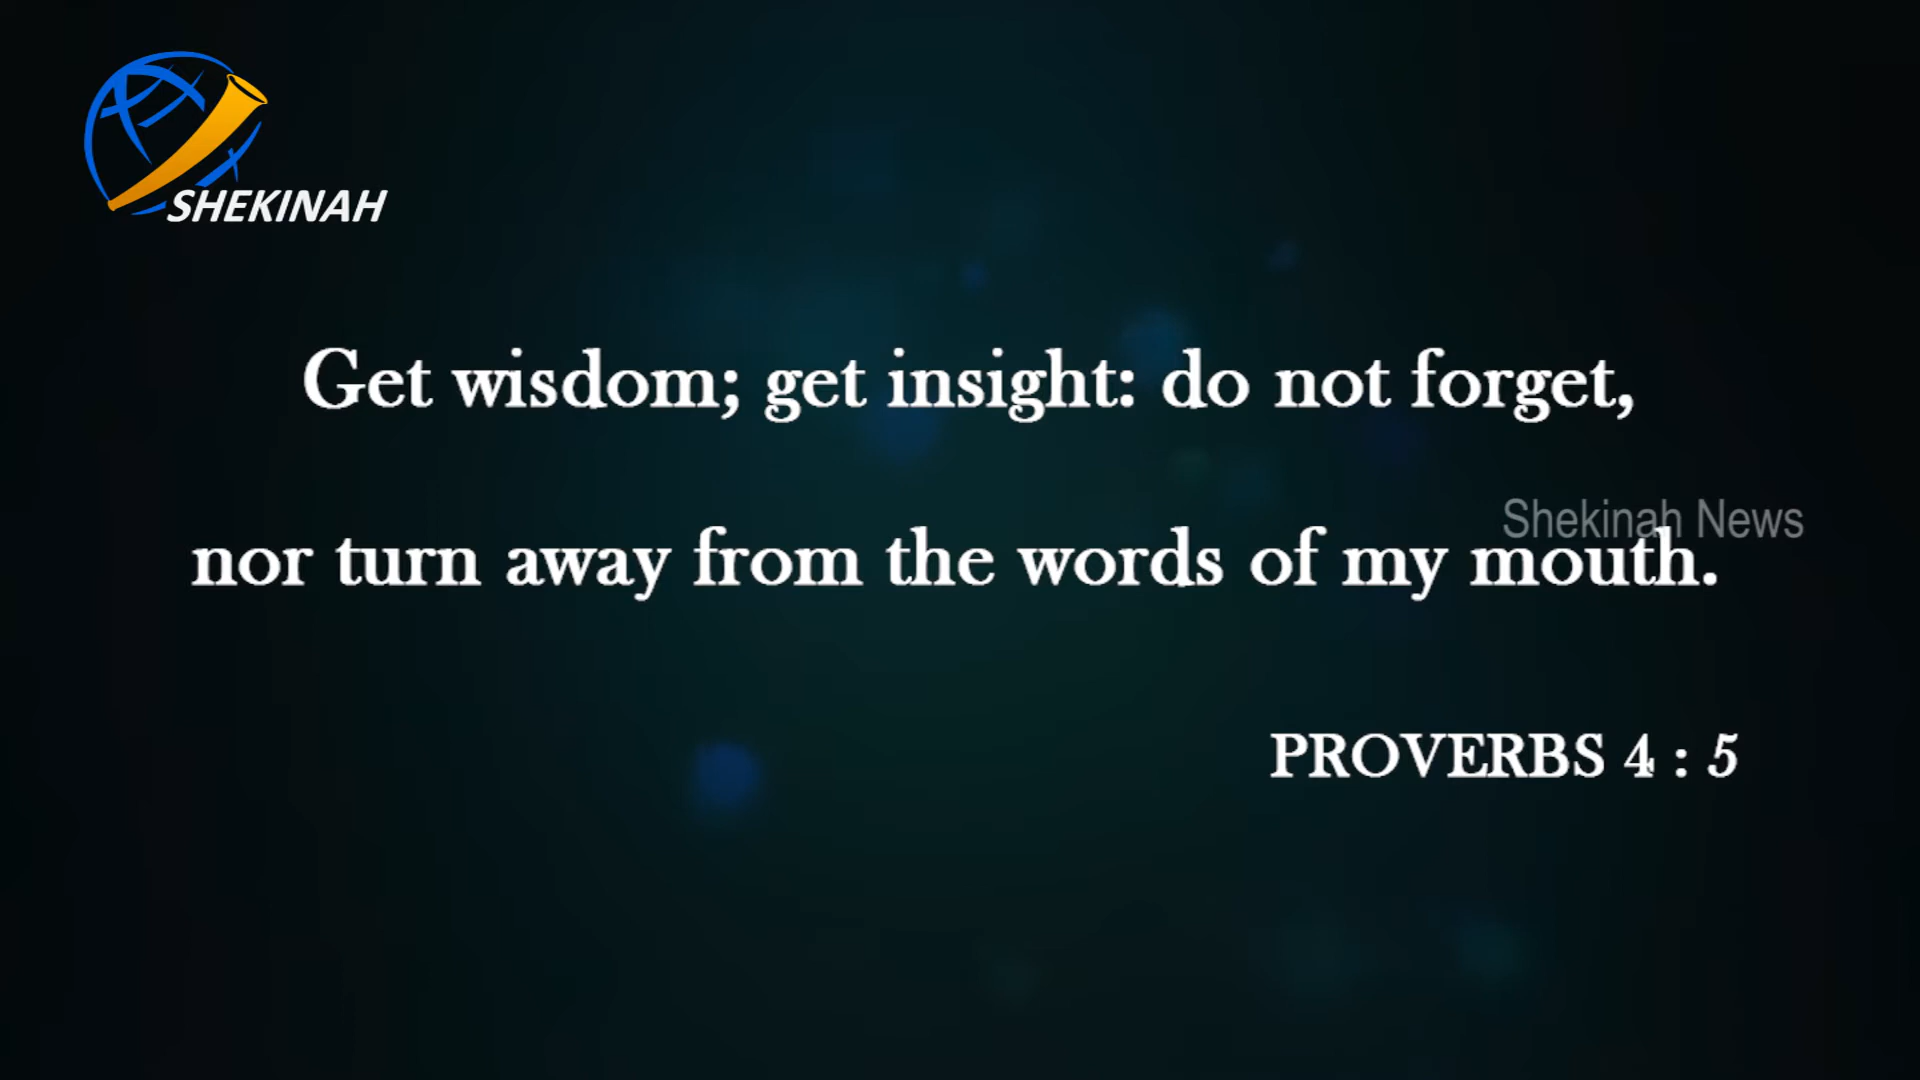 SHEKINAH
Get wisdom; get insight: do not forget,
Shekinah News
nor turn away from the words of my mouth.
PROVERBS 4 : 5